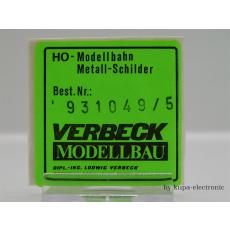 HO-Modellbahn
Metall-Schilder
Best.Nr.:
'931049/5
VERBECK
MODELLBAU
DIPL.-ING. LUDWIG VERBECK
by kupa-electronic